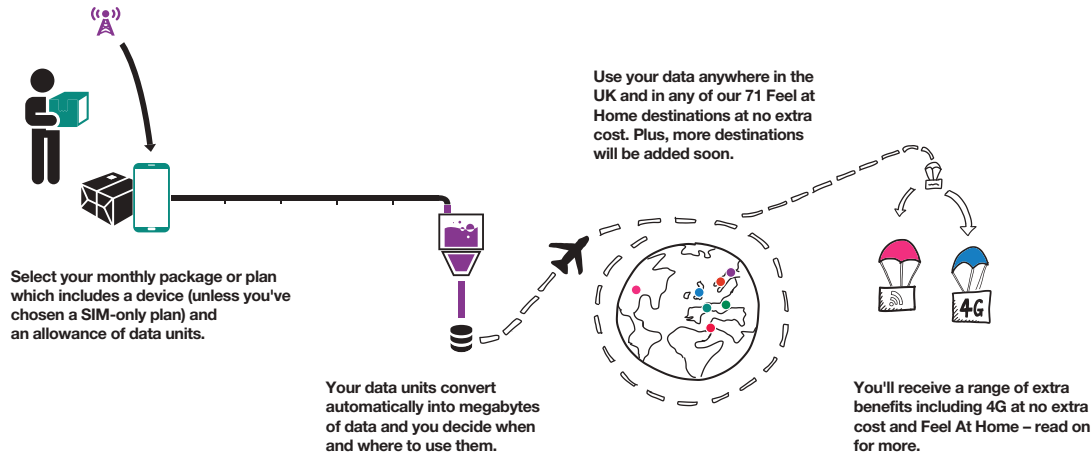 Select your monthly package or plan
which includes a device (unless you've
chosen a SIM-only plan) and
an allowance of data units.
Your data units convert
automatically into megabytes
of data and you decide when
and where to use them.
Use your data anywhere in the
UK and in any of our 71 Feel at
Home destinations at no extra
cost. Plus, more destinations
will be added soon.
4G
You'll receive a range of extra
benefits including 4G at no extra
cost and Feel At Home – read on
for more.